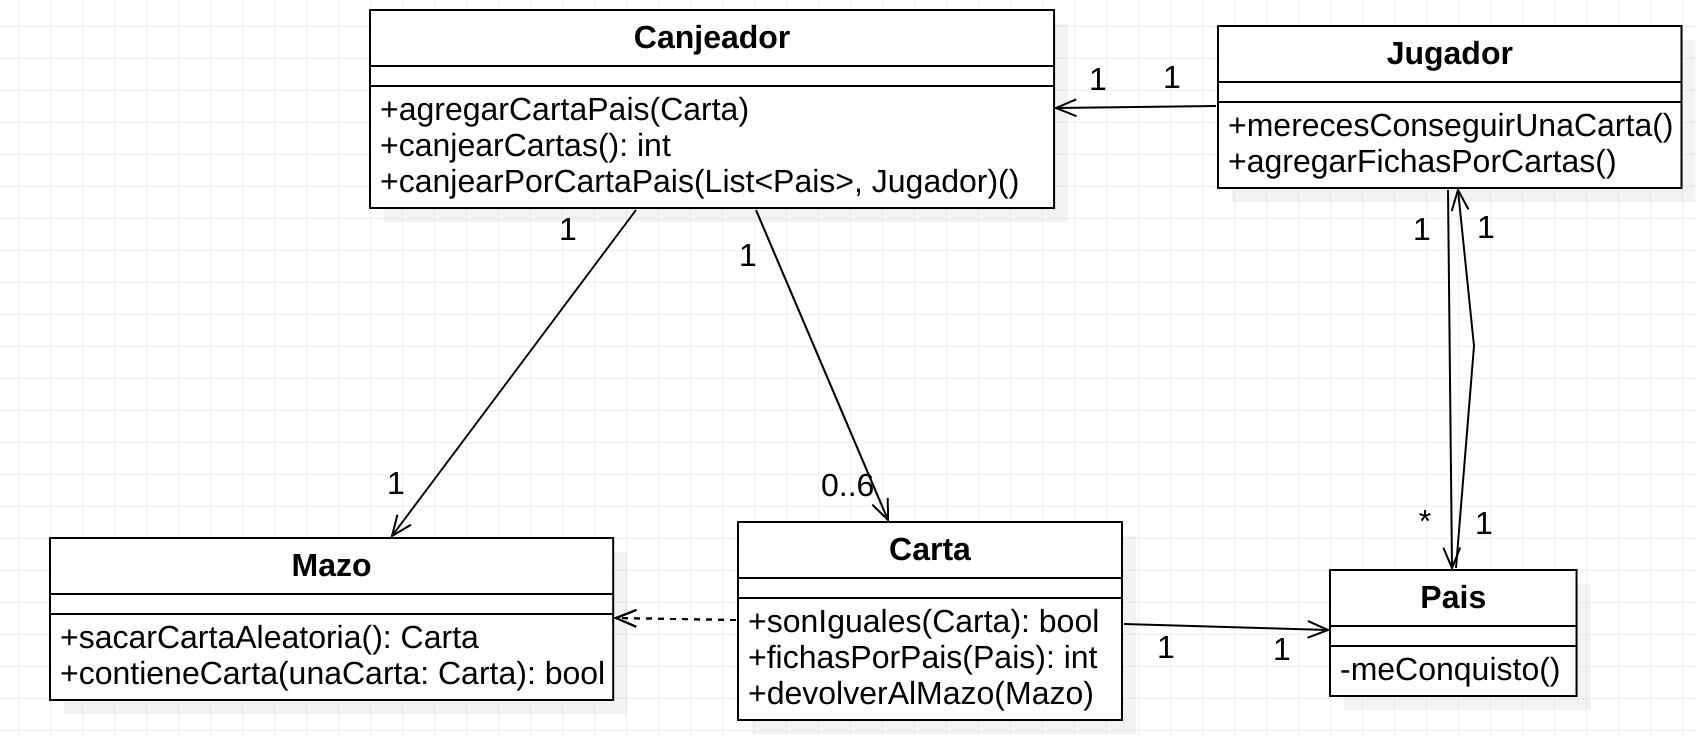 Canjeador
+agregarCartaPais(Carta)
+canjearCartas(): int
+canjearPorCartaPais(List<Pais>, Jugador)()
1
1
Jugador
+merecesConseguirUnaCarta()
+agregarFichasPorCartas()
1
1
1
1
1
0..6
*
1
Mazo
+sacarCartaAleatoria(): Carta
+contieneCarta(unaCarta: Carta): bool
Carta
+sonIguales(Carta): bool
+fichasPorPais(Pais): int
+devolverAlMazo(Mazo)
1
1
Pais
-meConquisto()